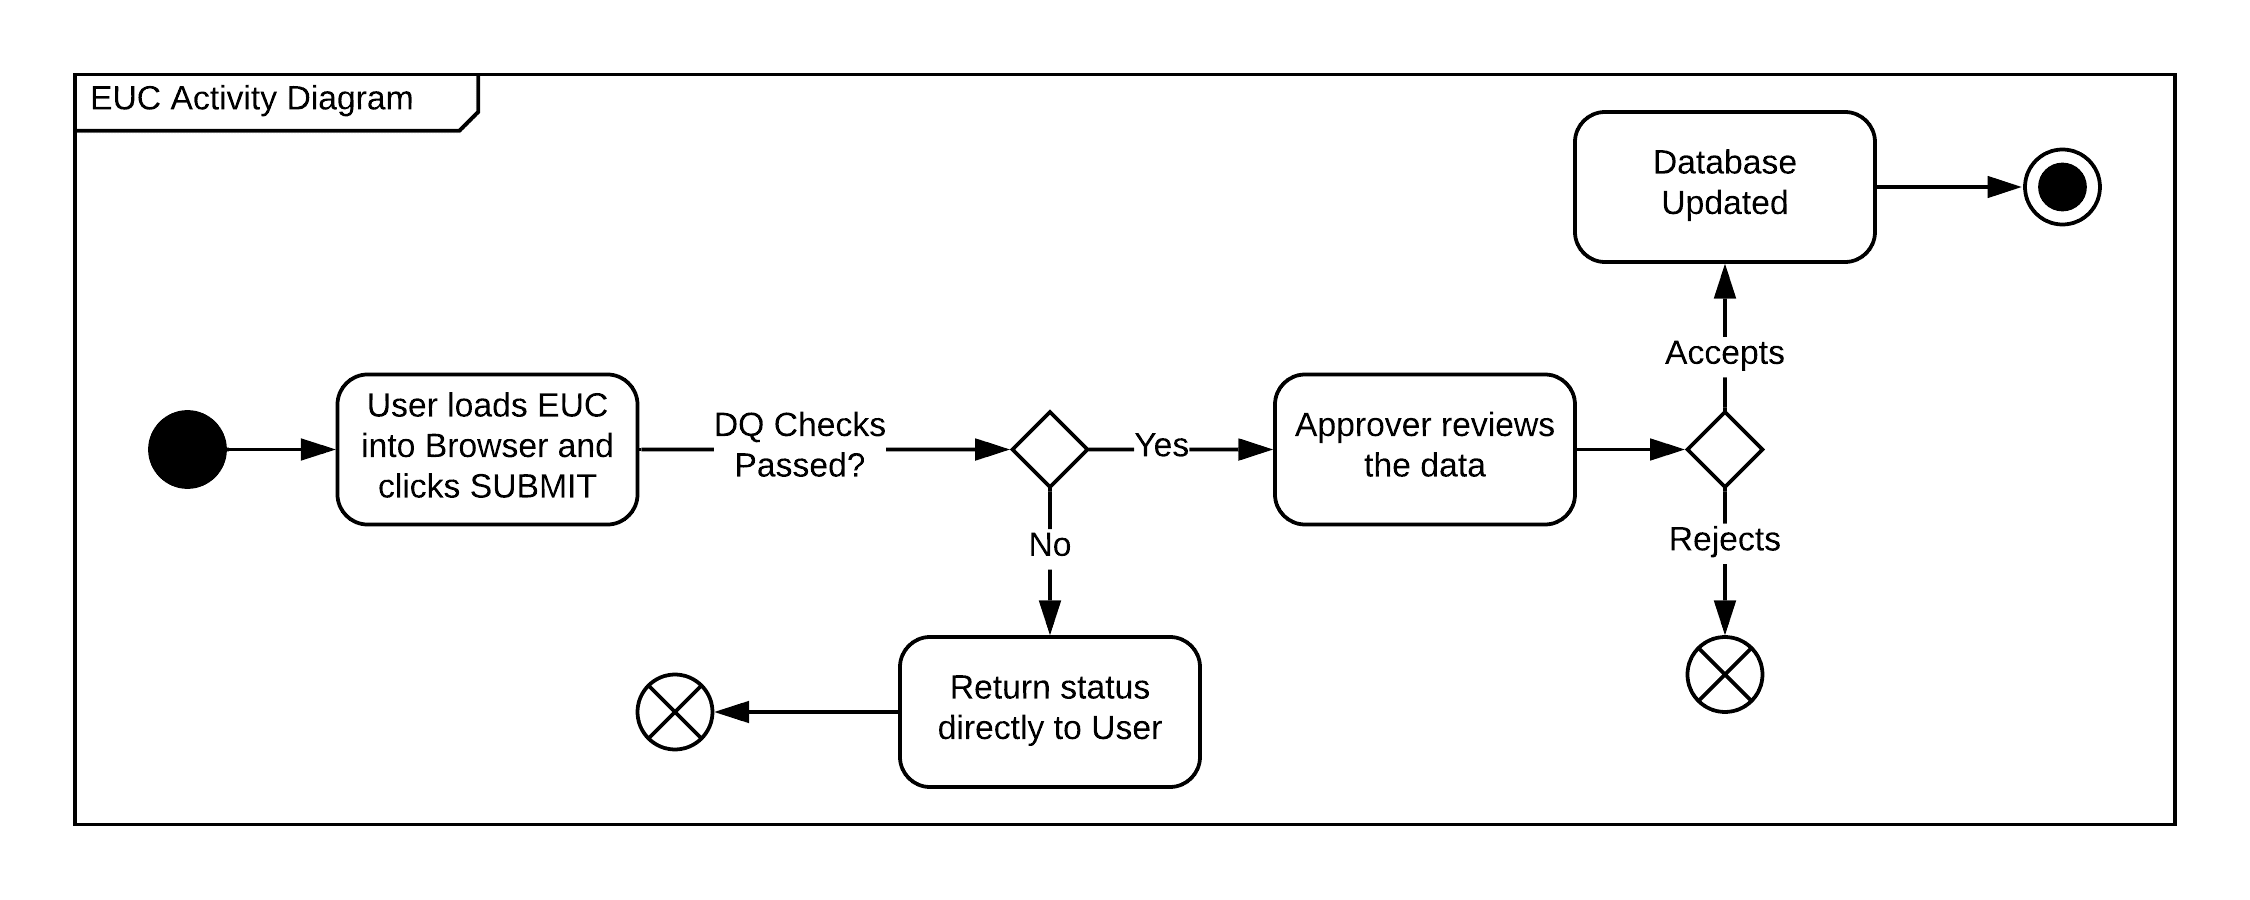 EUC Activity Diagram
Database
Updated
Accepts
User loads EUC
into Browser and
clicks SUBMIT
DQ Checks
Passed?
Yes
Approver reviews
the data
No
Rejects
Return status
directly to User